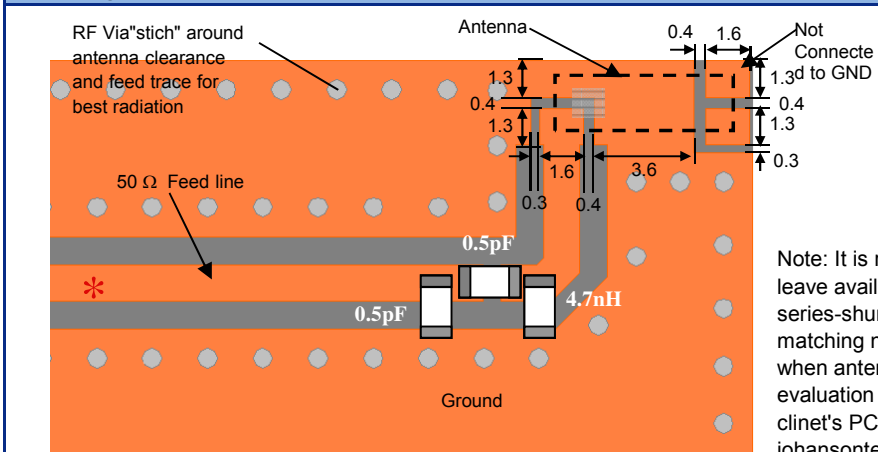 RF Via"stich" around
antenna clearance
and feed trace for
best radiation
Antenna
0.4
1.6
Not
Connecte
d to GND
1.3
0.4
1.3
1.3
0.4
1.3
0.3
1.6
3.6
0.3
0.4
50 Ω Feed line
0.5pF
*
0.5pF
4.7nH
Ground
Note: It is
leave avail
matching
when anten
evaluation
clinet's PC